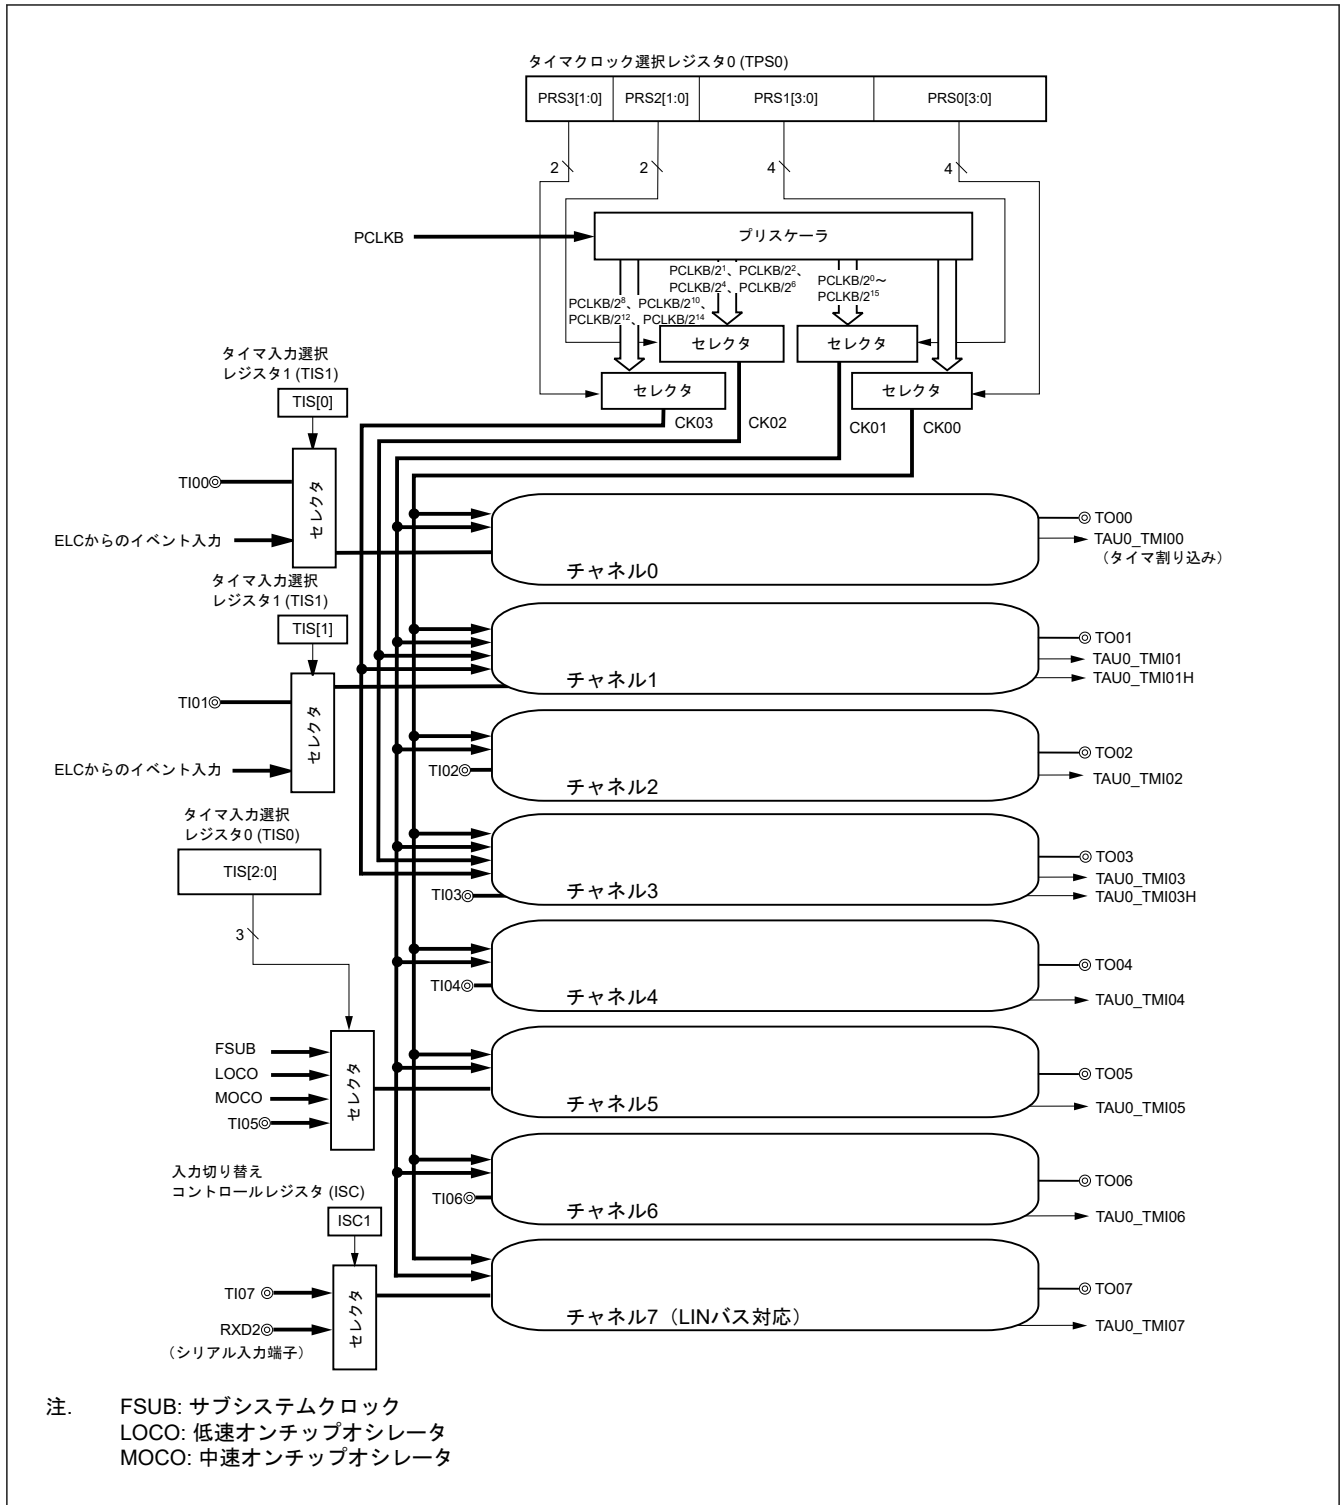 タイマクロック選択レジスタ0 (TPS0)
PRS3[1:0] PRS2[1:0] PRS1[3:0] PRS0[3:0]
2 2 4 4
PCLKB
プリスケーラ
PCLKB/2¹、PCLKB/2²、
PCLKB/2⁴、PCLKB/2⁶
PCLKB/2⁰～
PCLKB/2¹⁵
PCLKB/2⁸、PCLKB/2¹⁰、
PCLKB/2¹²、PCLKB/2¹⁴
セレクタ セレクタ
セレクタ セレクタ
CK03 CK02 CK01 CK00
タイマ入力選択
レジスタ1 (TIS1)
TIS[0]
TI00
セレクタ
ELCからのイベント入力
チャネル0
TO00
TAU0_TMI00
（タイマ割り込み）
タイマ入力選択
レジスタ1 (TIS1)
TIS[1]
TI01
セレクタ
ELCからのイベント入力
チャネル1
TO01
TAU0_TMI01
TAU0_TMI01H
TI02
チャネル2
TO02
TAU0_TMI02
タイマ入力選択
レジスタ0 (TIS0)
TIS[2:0]
3
TI03
チャネル3
TO03
TAU0_TMI03
TAU0_TMI03H
TI04
チャネル4
TO04
TAU0_TMI04
FSUB
LOCO
MOCO
TI05
セレクタ
チャネル5
TO05
TAU0_TMI05
TI06
チャネル6
TO06
TAU0_TMI06
入力切り替え
コントロールレジスタ (ISC)
ISC1
TI07
RXD2
（シリアル入力端子）
セレクタ
チャネル7（LINバス対応）
TO07
TAU0_TMI07
注. FSUB: サブシステムクロック
LOCO: 低速オンチップオシレータ
MOCO: 中速オンチップオシレータ